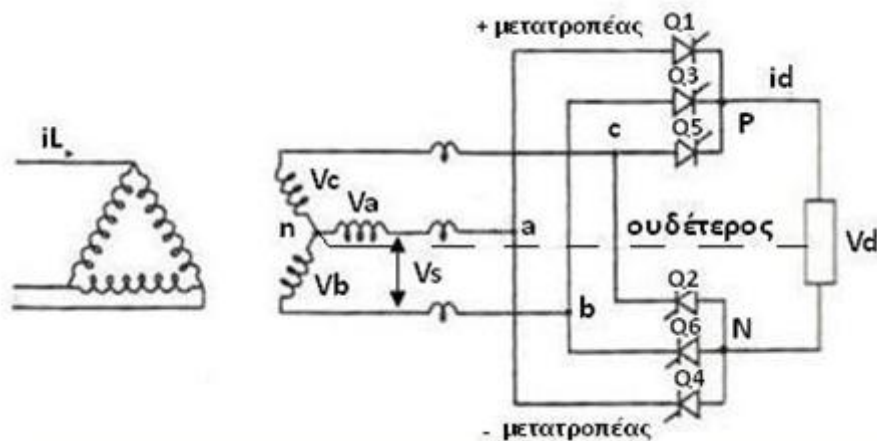 + μετατροπέας
Q1
Q3
id
iL
c
Q5
P
Vc
Va
n
a
ουδέτερος
Vd
Vb
Vs
Q2
b
Q6
N
Q4
- μετατροπέας